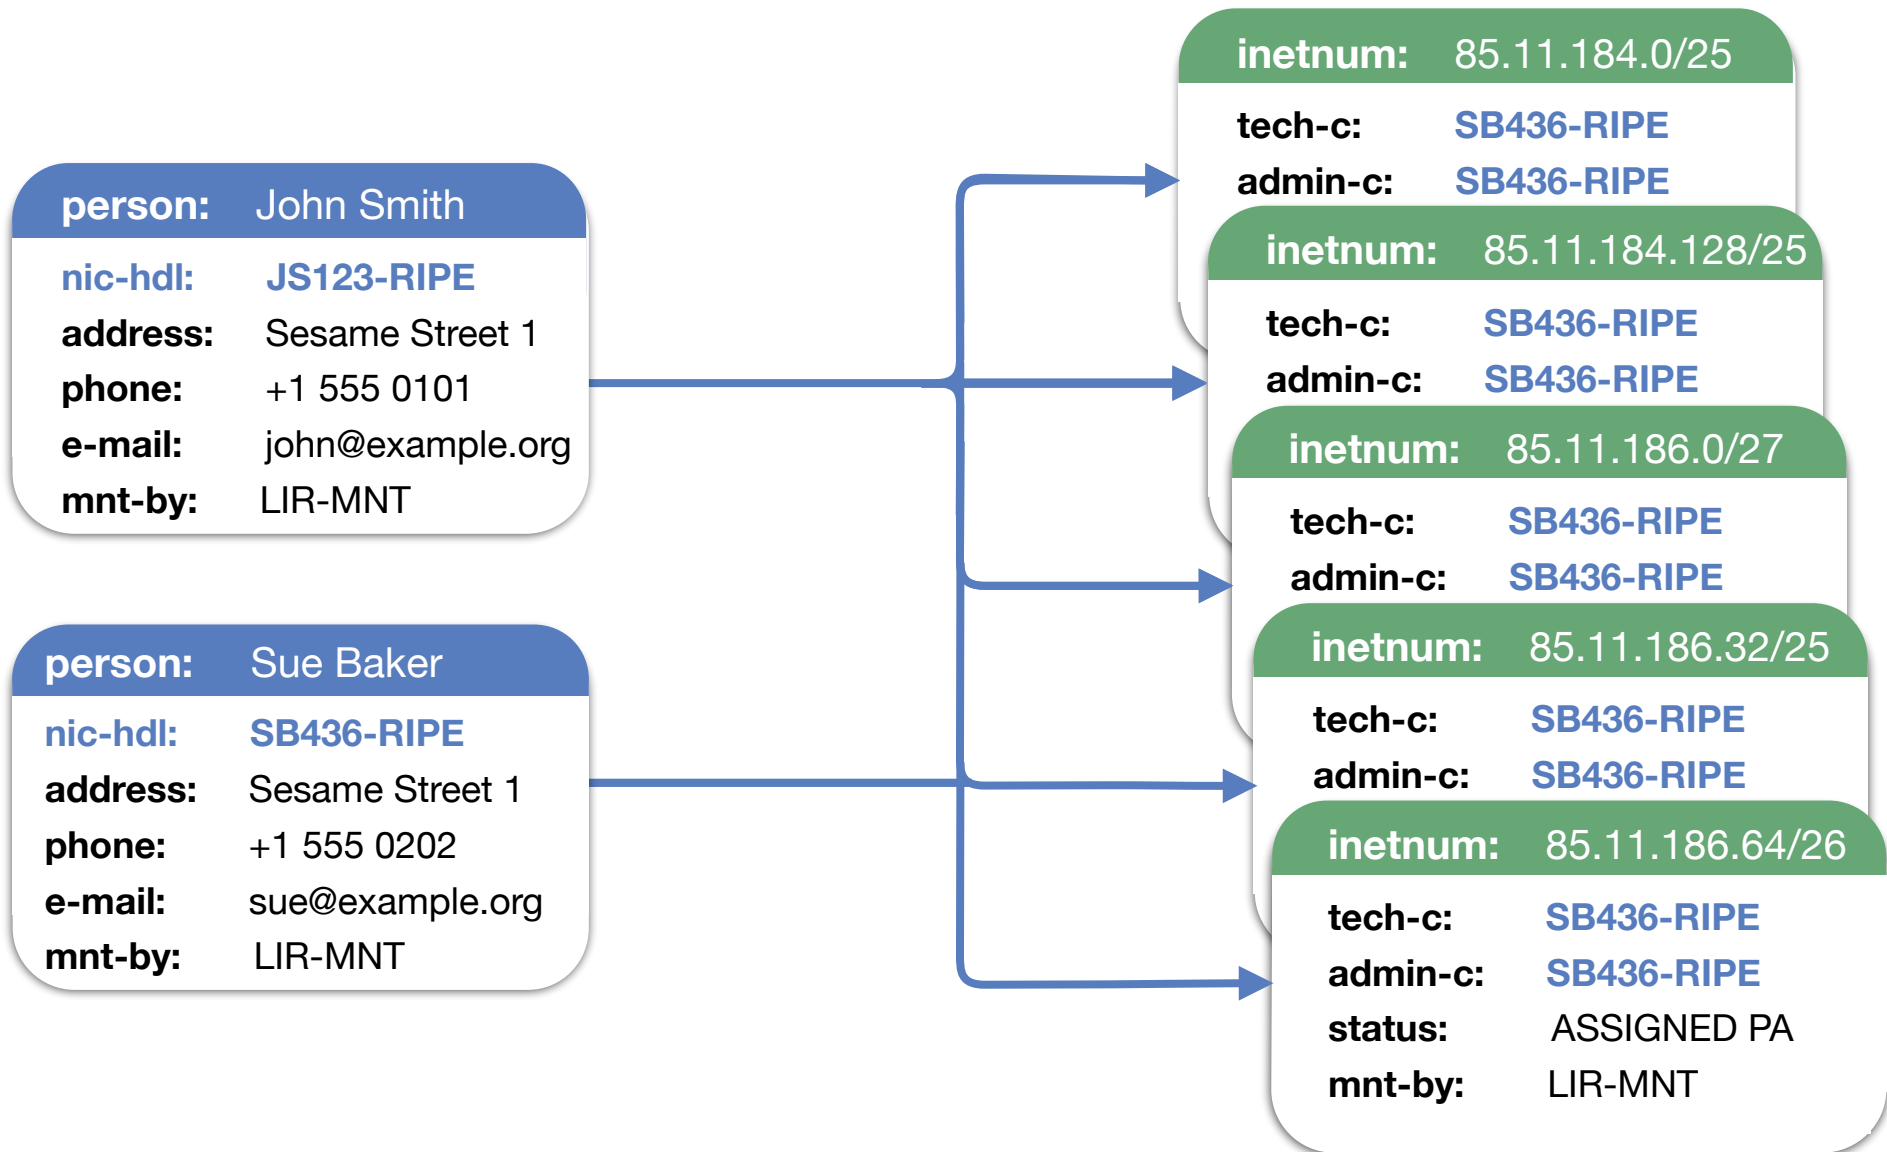 person: John Smith
nic-hdl: JS123-RIPE
address: Sesame Street 1
phone: +1 555 0101
e-mail: john@example.org
mnt-by: LIR-MNT
person: Sue Baker
nic-hdl: SB436-RIPE
address: Sesame Street 1
phone: +1 555 0202
e-mail: sue@example.org
mnt-by: LIR-MNT
inetnum: 85.11.184.0/25
tech-c: SB436-RIPE
admin-c: SB436-RIPE
inetnum: 85.11.184.128/25
tech-c: SB436-RIPE
admin-c: SB436-RIPE
inetnum: 85.11.186.0/27
tech-c: SB436-RIPE
admin-c: SB436-RIPE
inetnum: 85.11.186.32/25
tech-c: SB436-RIPE
admin-c: SB436-RIPE
inetnum: 85.11.186.64/26
tech-c: SB436-RIPE
admin-c: SB436-RIPE
status: ASSIGNED PA
mnt-by: LIR-MNT